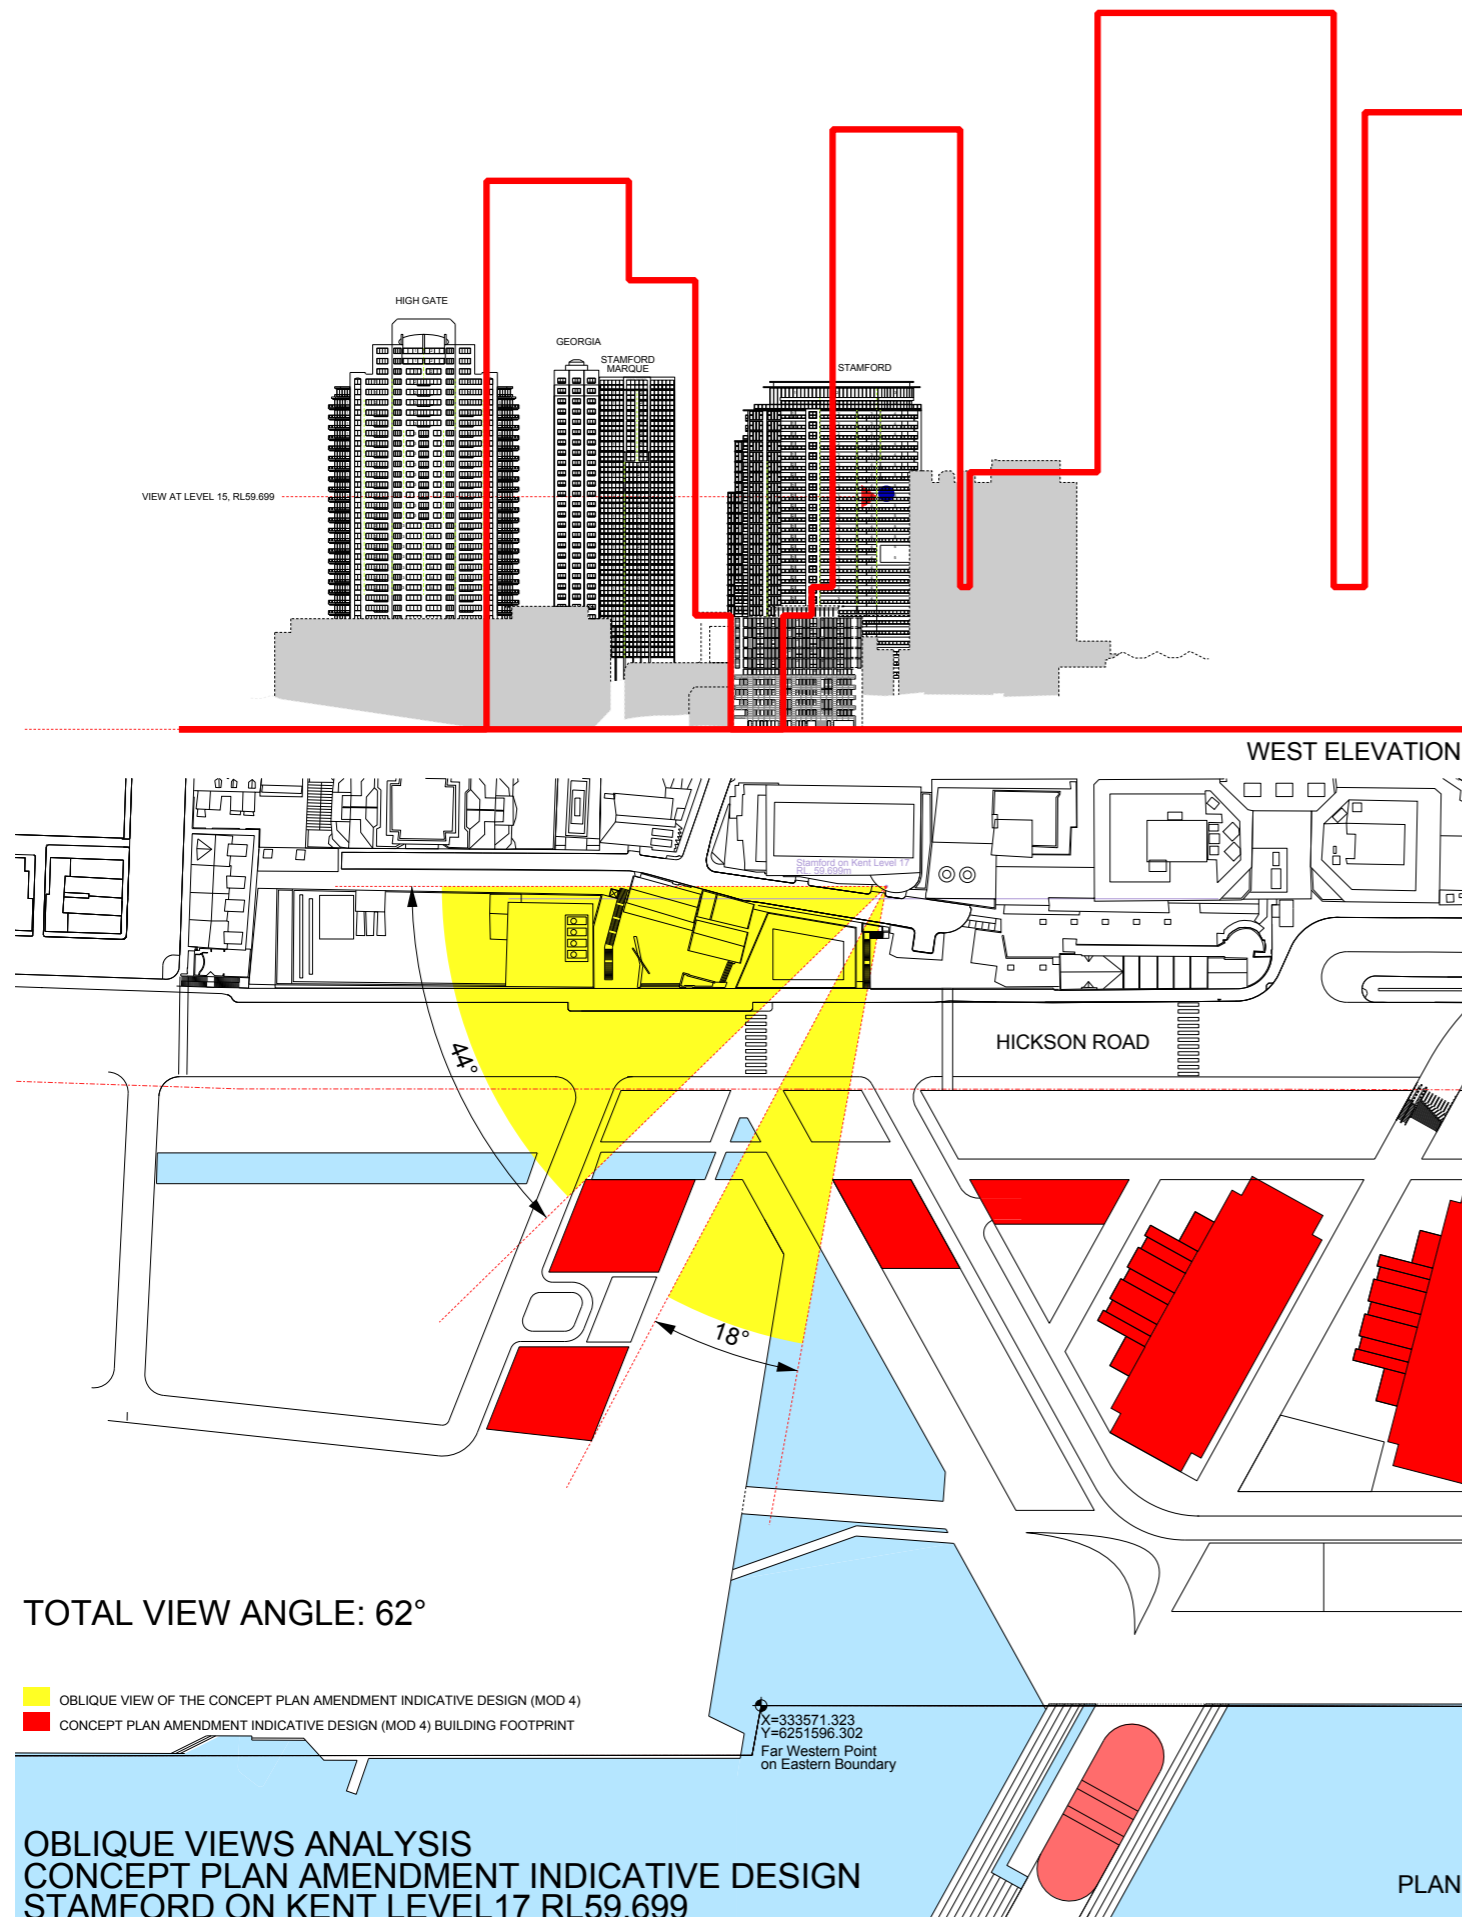 HIGH GATE
GEORGIA
STAMFORD
MARQUE
STAMFORD
VIEW AT LEVEL 15, RL59.699
WEST ELEVATION
Stamford on Kent Level 17
RL. 59.699m
HICKSON ROAD
44°
18°
TOTAL VIEW ANGLE: 62°
OBLIQUE VIEW OF THE CONCEPT PLAN AMENDMENT INDICATIVE DESIGN (MOD 4)
CONCEPT PLAN AMENDMENT INDICATIVE DESIGN (MOD 4) BUILDING FOOTPRINT
X=333571.323
Y=6251596.302
Far Western Point
on Eastern Boundary
OBLIQUE VIEWS ANALYSIS
CONCEPT PLAN AMENDMENT INDICATIVE DESIGN
STAMFORD ON KENT LEVEL17 RL59.699
PLAN